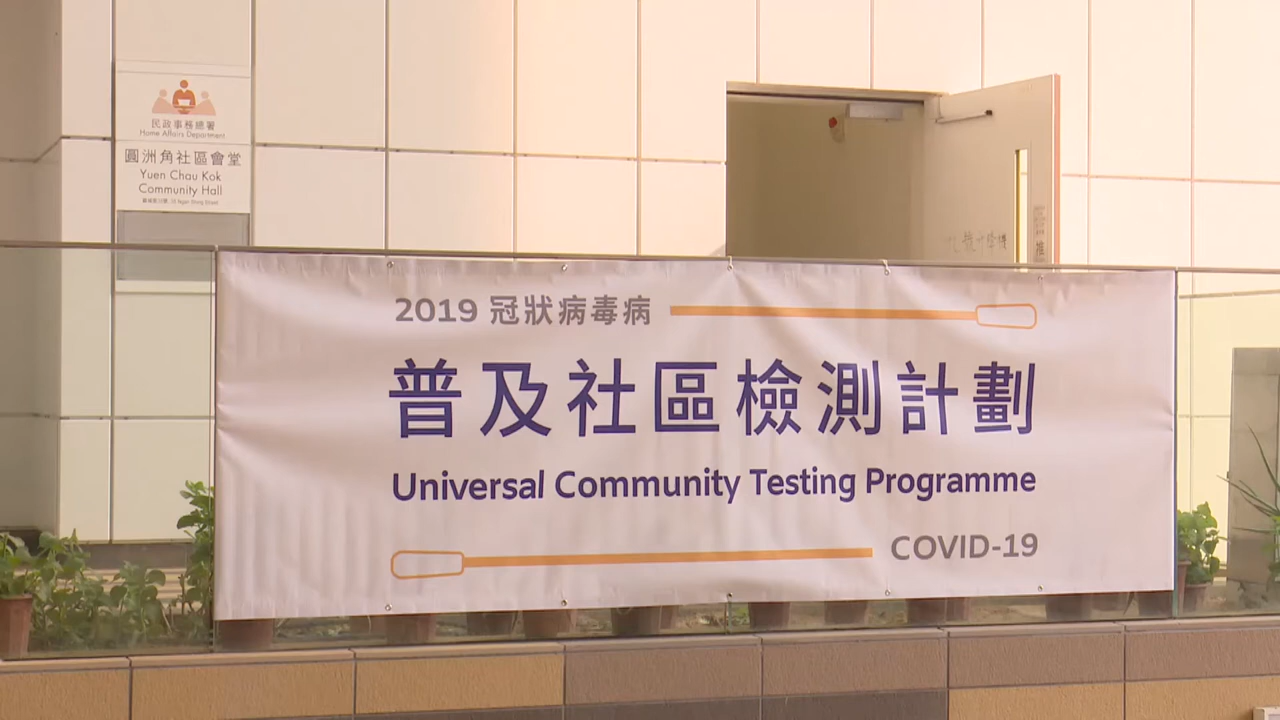 民政事務總署
Home Affairs Department
圓洲角社區會堂
Yuen Chau Kok
Community Hall
2019 冠狀病毒病
普及社區檢測計劃
Universal Community Testing Programme
COVID-19
推